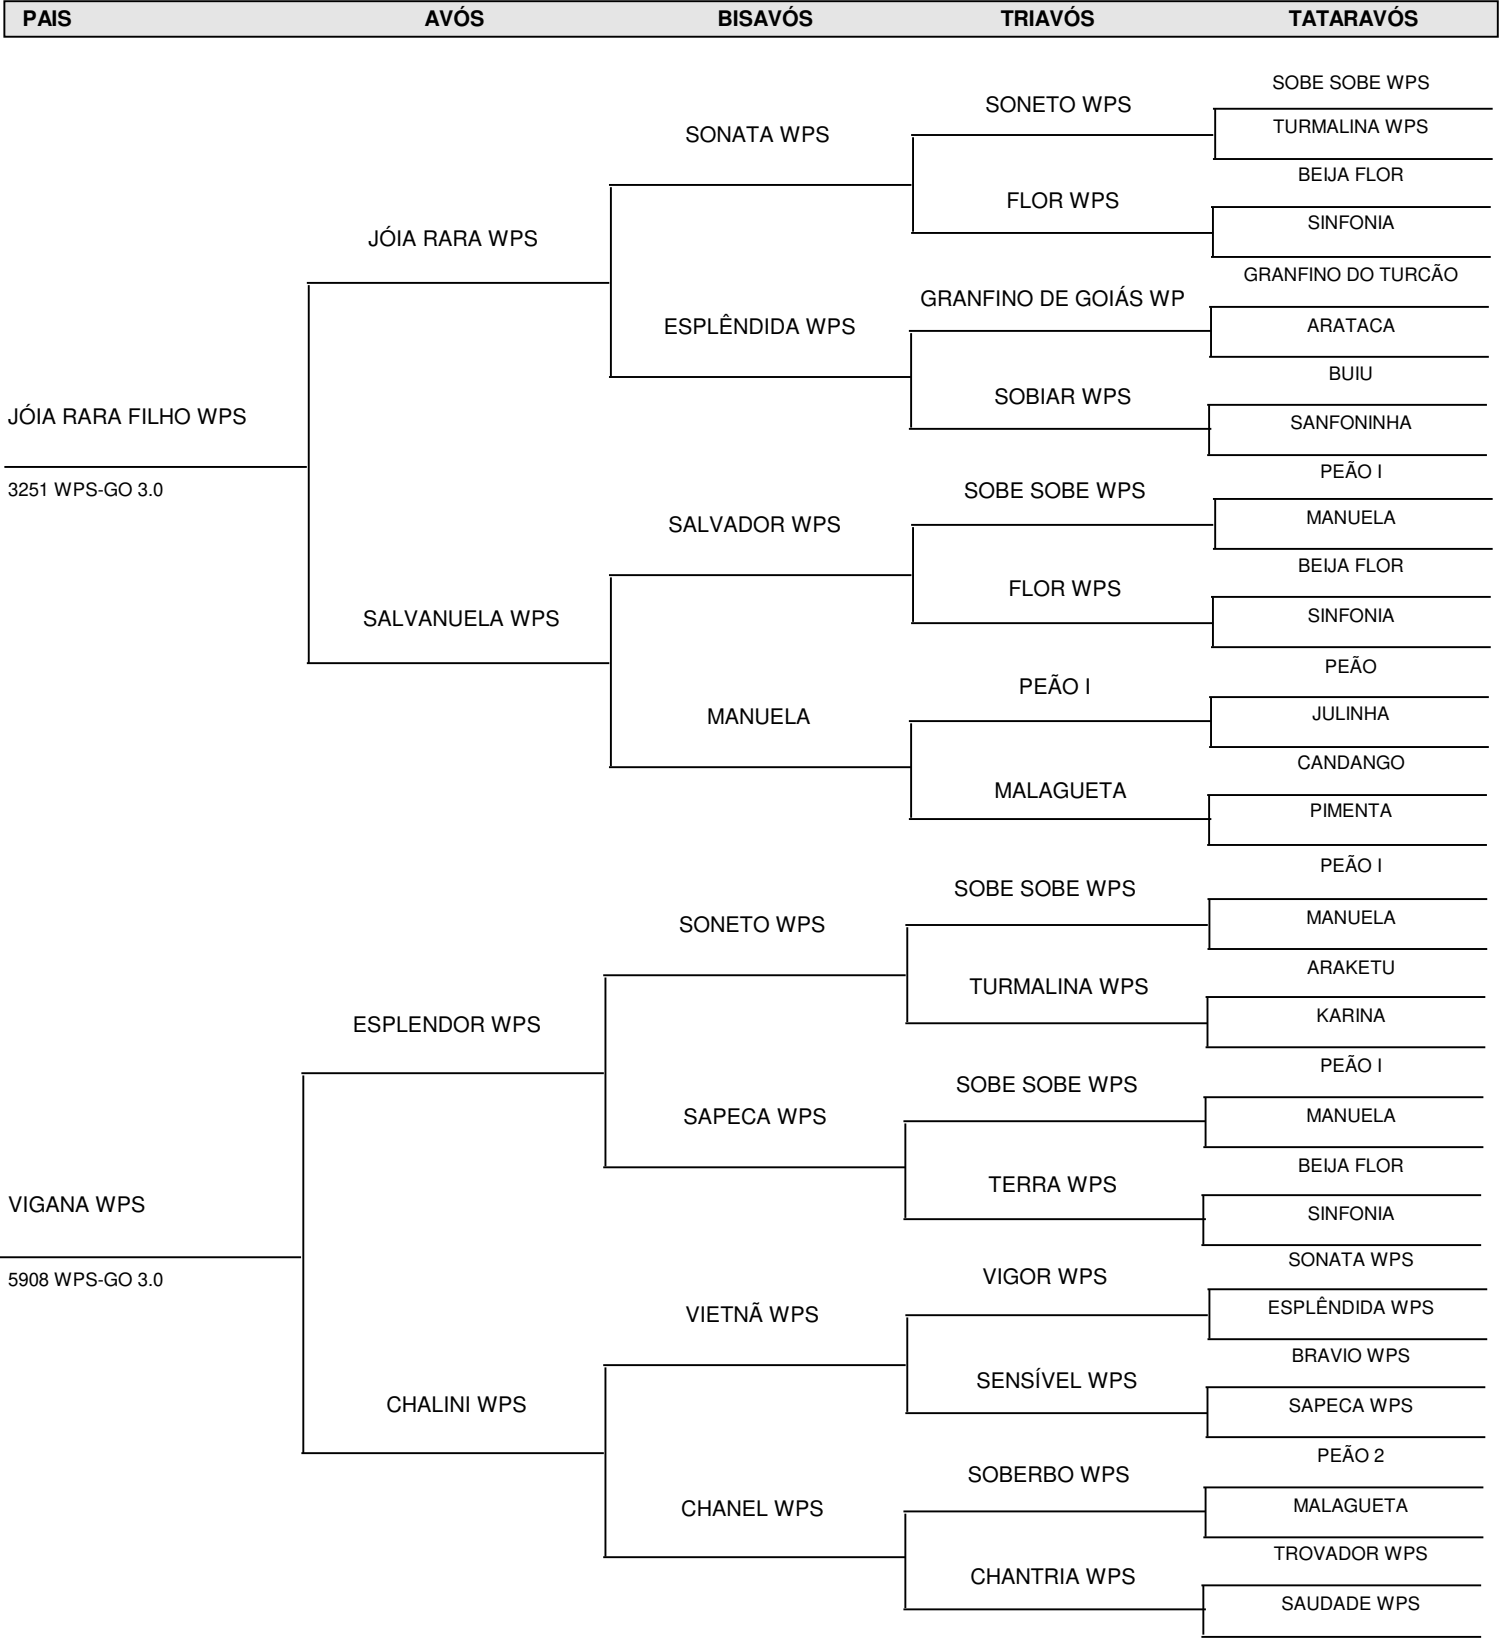 PAIS AVÓS BISAVÓS TRIAVÓS TATARAVÓS
SOBE SOBE WPS
SONETO WPS
TURMALINA WPS
SONATA WPS
BEIJA FLOR
FLOR WPS
SINFONIA
JÓIA RARA WPS
GRANFINO DO TURCÃO
GRANFINO DE GOIÁS WP
ARATACA
ESPLÊNDIDA WPS
BUIU
SOBIAR WPS
SANFONINHA
JÓIA RARA FILHO WPS
3251 WPS-GO 3.0
PEÃO I
SOBE SOBE WPS
MANUELA
SALVADOR WPS
BEIJA FLOR
FLOR WPS
SINFONIA
SALVANUELA WPS
PEÃO
PEÃO I
JULINHA
MANUELA
CANDANGO
MALAGUETA
PIMENTA
PEÃO I
SOBE SOBE WPS
MANUELA
SONETO WPS
ARAKETU
TURMALINA WPS
KARINA
ESPLENDOR WPS
PEÃO I
SOBE SOBE WPS
MANUELA
SAPECA WPS
BEIJA FLOR
TERRA WPS
SINFONIA
VIGANA WPS
5908 WPS-GO 3.0
SONATA WPS
VIGOR WPS
ESPLÊNDIDA WPS
VIETNÃ WPS
BRAVIO WPS
SENSÍVEL WPS
SAPECA WPS
CHALINI WPS
PEÃO 2
SOBERBO WPS
MALAGUETA
CHANEL WPS
TROVADOR WPS
CHANTRIA WPS
SAUDADE WPS